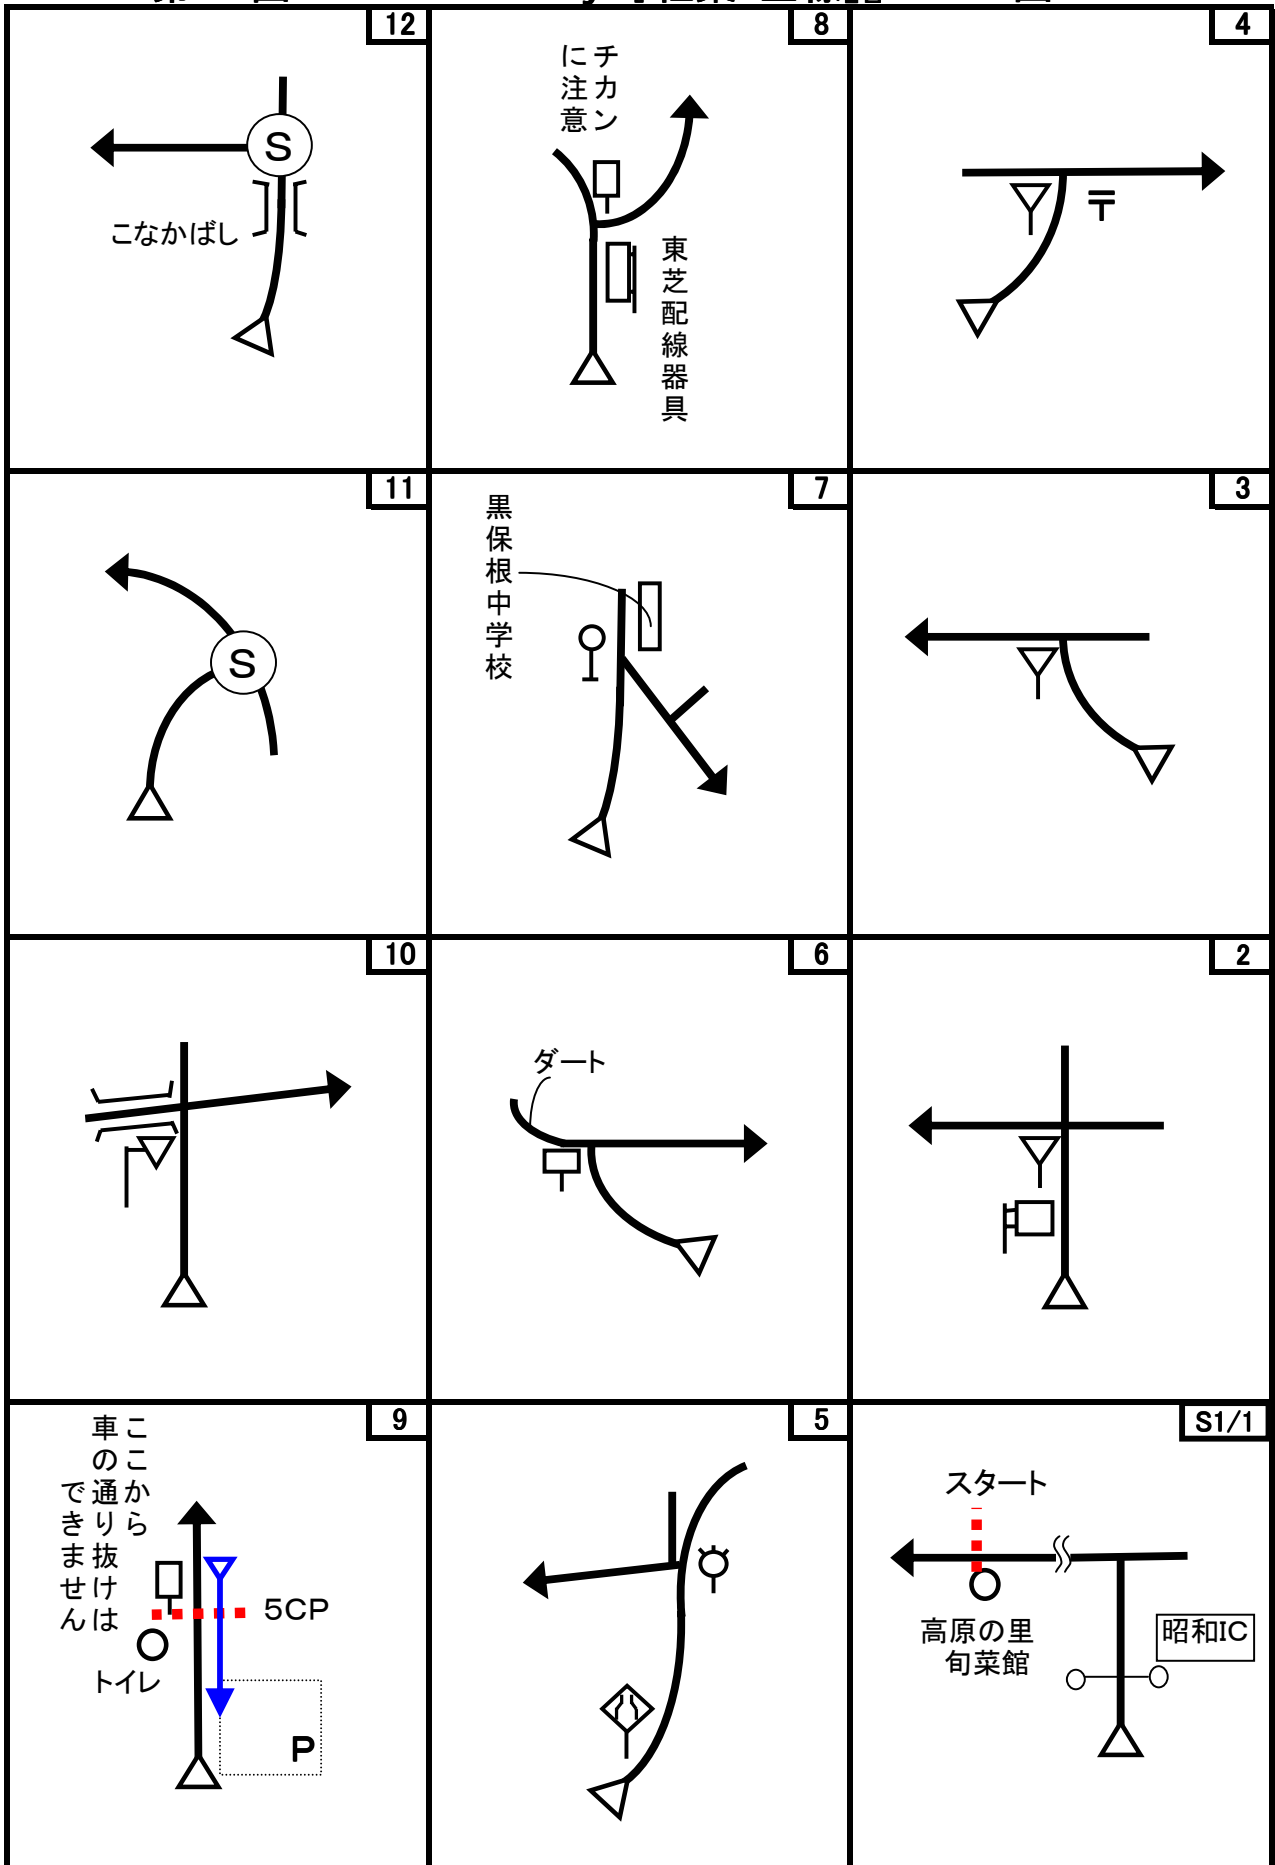 12
こなかばし
S
8
チカン
に注意
東芝配線器具
4
〒
11
S
7
黒保根中学校
3
10
6
ダート
2
9
ここから
車の通り抜けは
できません
5CP
トイレ
P
5
S1/1
スタート
高原の里
旬菜館
昭和IC